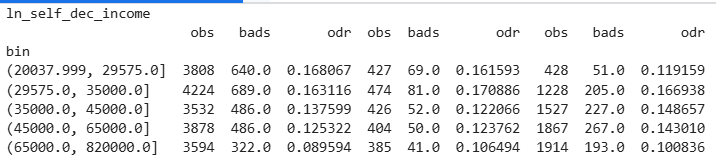 ln_self_dec_income
obs bads odr obs bads odr obs bads odr
bin
(20037.999, 29575.0] 3808 640.0 0.168067 427 69.0 0.161593 428 51.0 0.119159
(29575.0, 35000.0] 4224 689.0 0.163116 474 81.0 0.170886 1228 205.0 0.166938
(35000.0, 45000.0] 3532 486.0 0.137599 426 52.0 0.122066 1527 227.0 0.148657
(45000.0, 65000.0] 3878 486.0 0.125322 404 50.0 0.123762 1867 267.0 0.143010
(65000.0, 820000.0] 3594 322.0 0.089594 385 41.0 0.106494 1914 193.0 0.100836